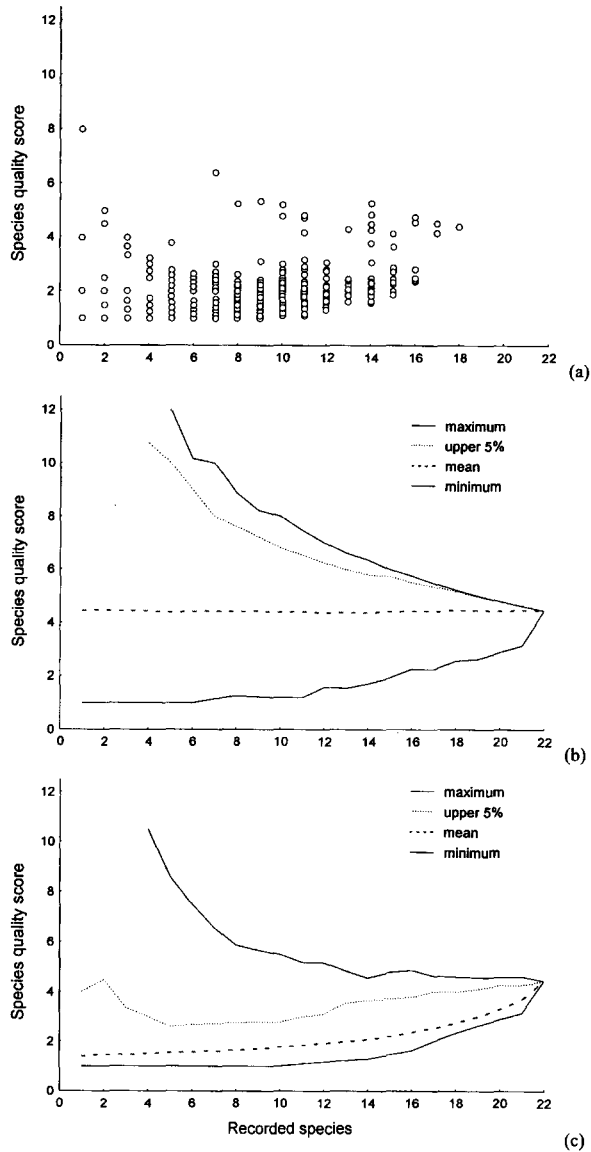 12
10
8
6
4
2
0
Species quality score
0 2 4 6 8 10 12 14 16 18 20 22
(a)
12
10
8
6
4
2
0
Species quality score
maximum
upper 5%
mean
minimum
0 2 4 6 8 10 12 14 16 18 20 22
(b)
12
10
8
6
4
2
0
Species quality score
maximum
upper 5%
mean
minimum
0 2 4 6 8 10 12 14 16 18 20 22
Recorded species
(c)